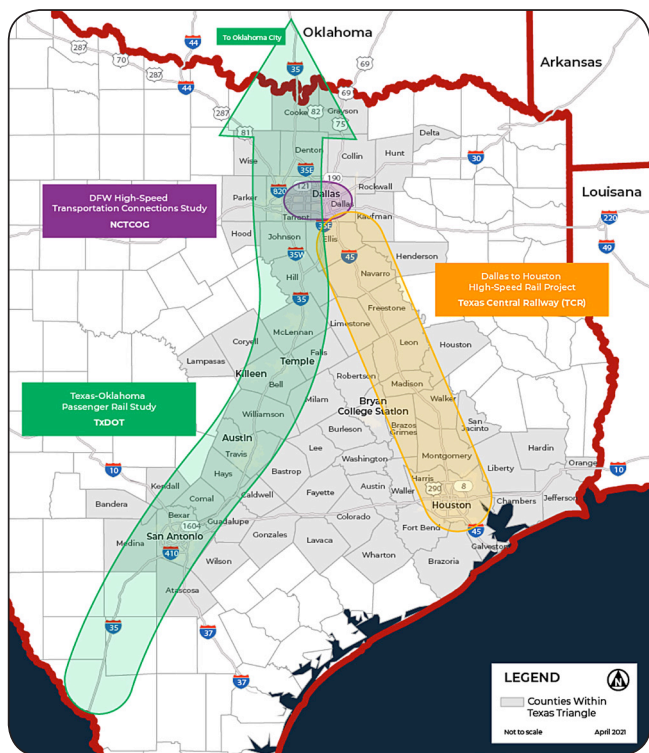 To Oklahoma City
Oklahoma
Arkansas
Louisiana
287
70
44
287
44
287
69
69
35
82
75
81
Cooke
Grayson
Delta
Wise
Denton
Collin
Hunt
30
35E
190
121
820
Parker
Dallas
Dallas
Rockwall
Tarrant
Kaufman
35E
220
49
DFW High-Speed
Transportation Connections Study
NCTCOG
Hood
Johnson
Ellis
35W
45
Henderson
Hill
Navarro
35
Freestone
Dallas to Houston
High-Speed Rail Project
Texas Central Railway (TCR)
McLennan
Limestone
Coryell
Leon
Houston
Lampasas
Temple
Falls
Killeen
Bell
Robertson
Madison
Walker
Texas-Oklahoma
Passenger Rail Study
TxDOT
Milam
Bryan
College Station
Williamson
Brazos
Grimes
San
Jacinto
Burleson
Austin
Travis
Lee
Washington
Montgomery
Hardin
Liberty
Orange
10
10
Hays
Bastrop
Kendall
Comal
Caldwell
Fayette
Austin
Waller
Harris
290
8
Houston
Chambers
Jefferson
Bandera
Bexar
1604
Guadalupe
Colorado
Fort Bend
45
Galveston
Medina
San Antonio
410
Gonzales
Lavaca
Wharton
Brazoria
Wilson
Atascosa
35
37
37
LEGEND
N
Counties Within
Texas Triangle
Not to scale
April 2021